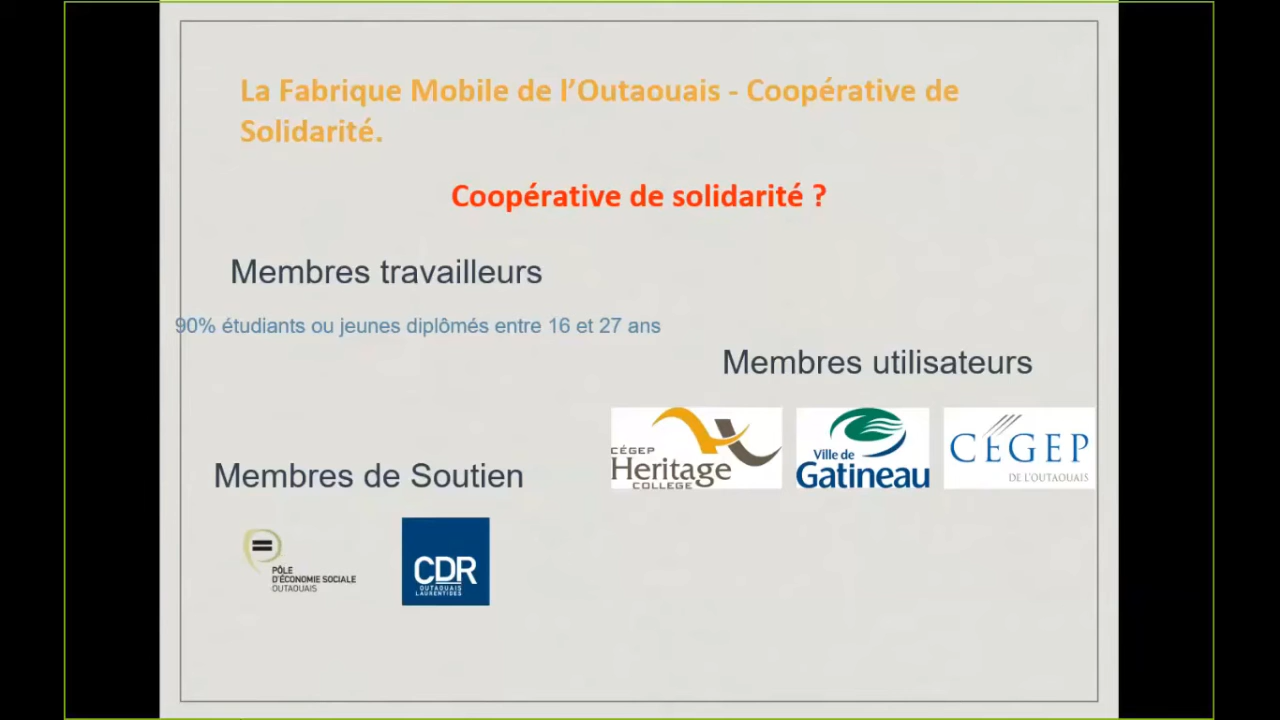 La Fabrique Mobile de l’Outaouais - Coopérative de
Solidarité.
Coopérative de solidarité ?
Membres travailleurs
90% étudiants ou jeunes diplômés entre 16 et 27 ans
Membres utilisateurs
CÉGEP
Heritage
COLLEGE
Ville de
Gatineau
CÉGEP
DE L'OUTAOUAIS
Membres de Soutien
PÔLE
D'ÉCONOMIE SOCIALE
OUTAOUAIS
CDR
OUTAOUAIS
LAURENTIDES